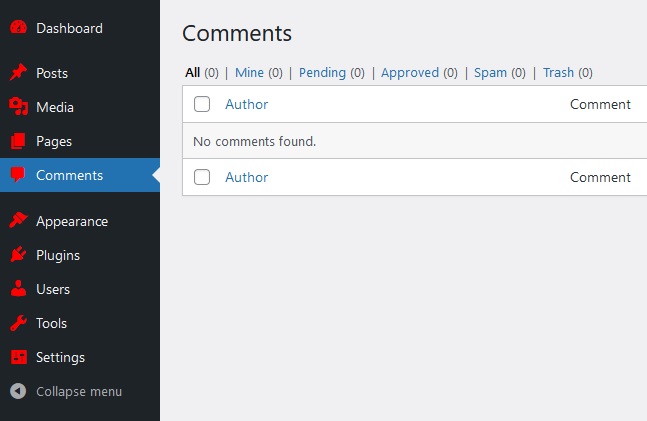 Dashboard
Posts
Media
Pages
Comments
Appearance
Plugins
Users
Tools
Settings
Collapse menu
Comments
All (0) | Mine (0) | Pending (0) | Approved (0) | Spam (0) | Trash (0)
Author Comment
No comments found.
Author Comment